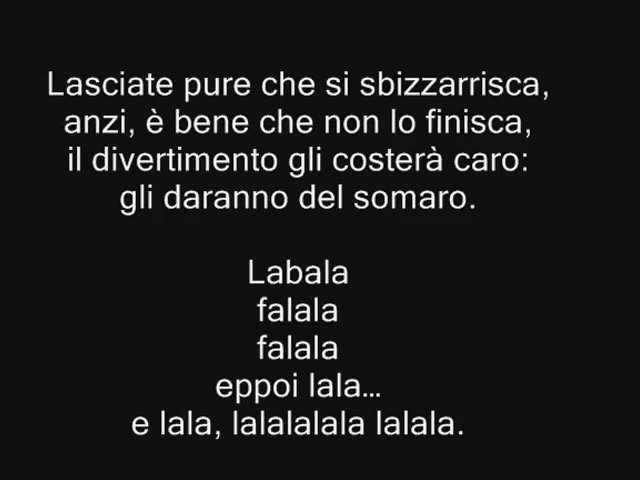 Lasciate pure che si sbizzarrisca,
anzi, è bene che non lo finisca,
il divertimento gli costerà caro:
gli daranno del somaro.
Labala
falala
falala
eppoi lala...
e lala, lalalalala lalala.